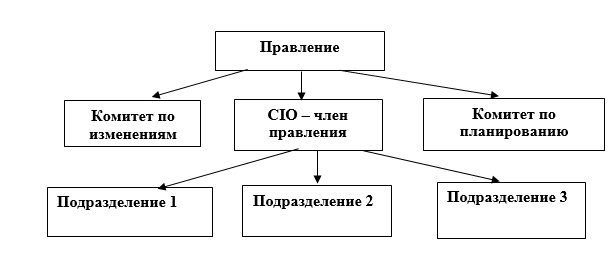 Правление
Комитет по
изменениям
CIO – член
правления
Комитет по
планированию
Подразделение 1
Подразделение 2
Подразделение 3